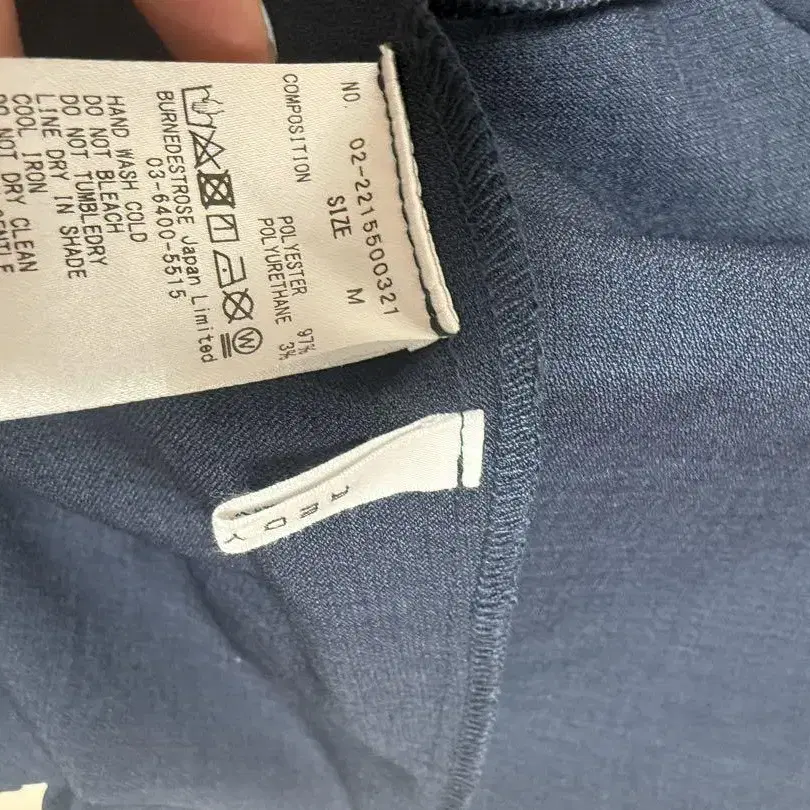 NO. 02-2215500321
SIZE M
COMPOSITION
POLYESTER 97%
POLYURETHANE 3%
W
BURNEDESTROSE Japan Limited
03-6400-5515
HAND WASH COLD
DO NOT BLEACH
DO NOT TUMBLEDRY
LINE DRY IN SHADE
COOL IRON
DO NOT DRY CLEAN